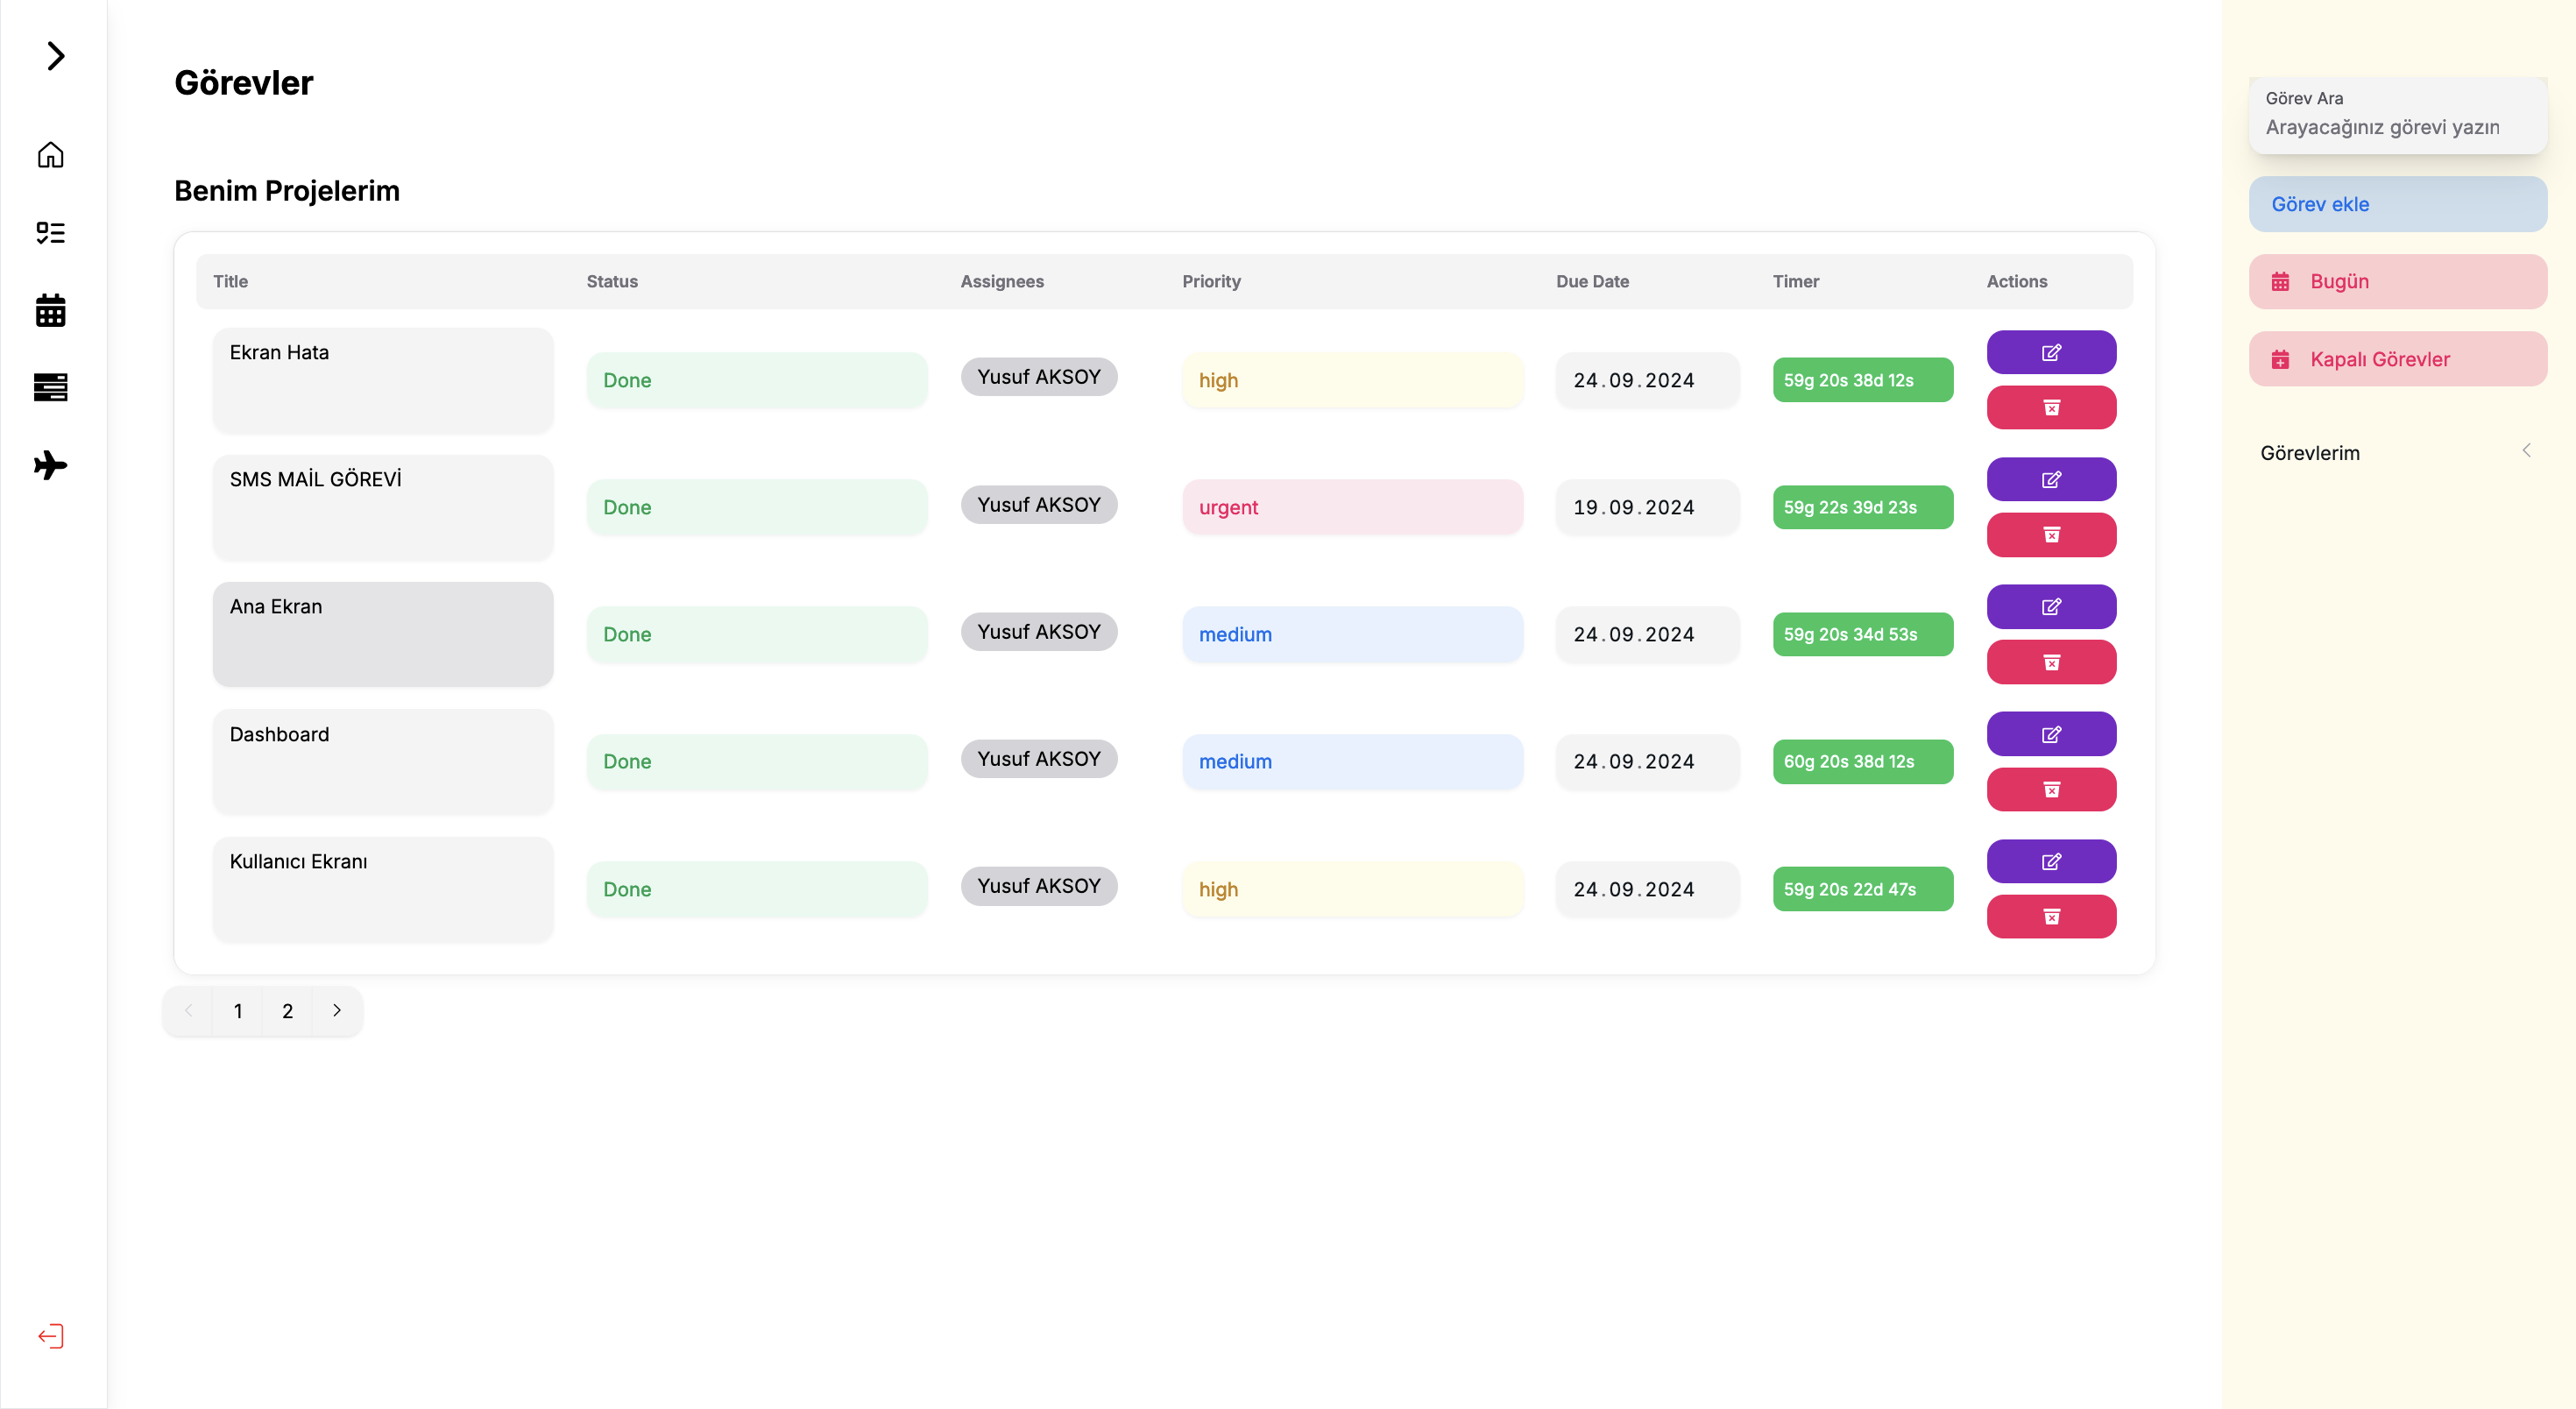 Görevler
Benim Projelerim
Title Status Assignees Priority Due Date Timer Actions
Ekran Hata Done Yusuf AKSOY high 24.09.2024 59g 20s 38d 12s
SMS MAİL GÖREVİ Done Yusuf AKSOY urgent 19.09.2024 59g 22s 39d 23s
Ana Ekran Done Yusuf AKSOY medium 24.09.2024 59g 20s 34d 53s
Dashboard Done Yusuf AKSOY medium 24.09.2024 60g 20s 38d 12s
Kullanıcı Ekranı Done Yusuf AKSOY high 24.09.2024 59g 20s 22d 47s
1 2
Görev Ara
Arayacağınız görevi yazın
Görev ekle
Bugün
Kapalı Görevler
Görevlerim